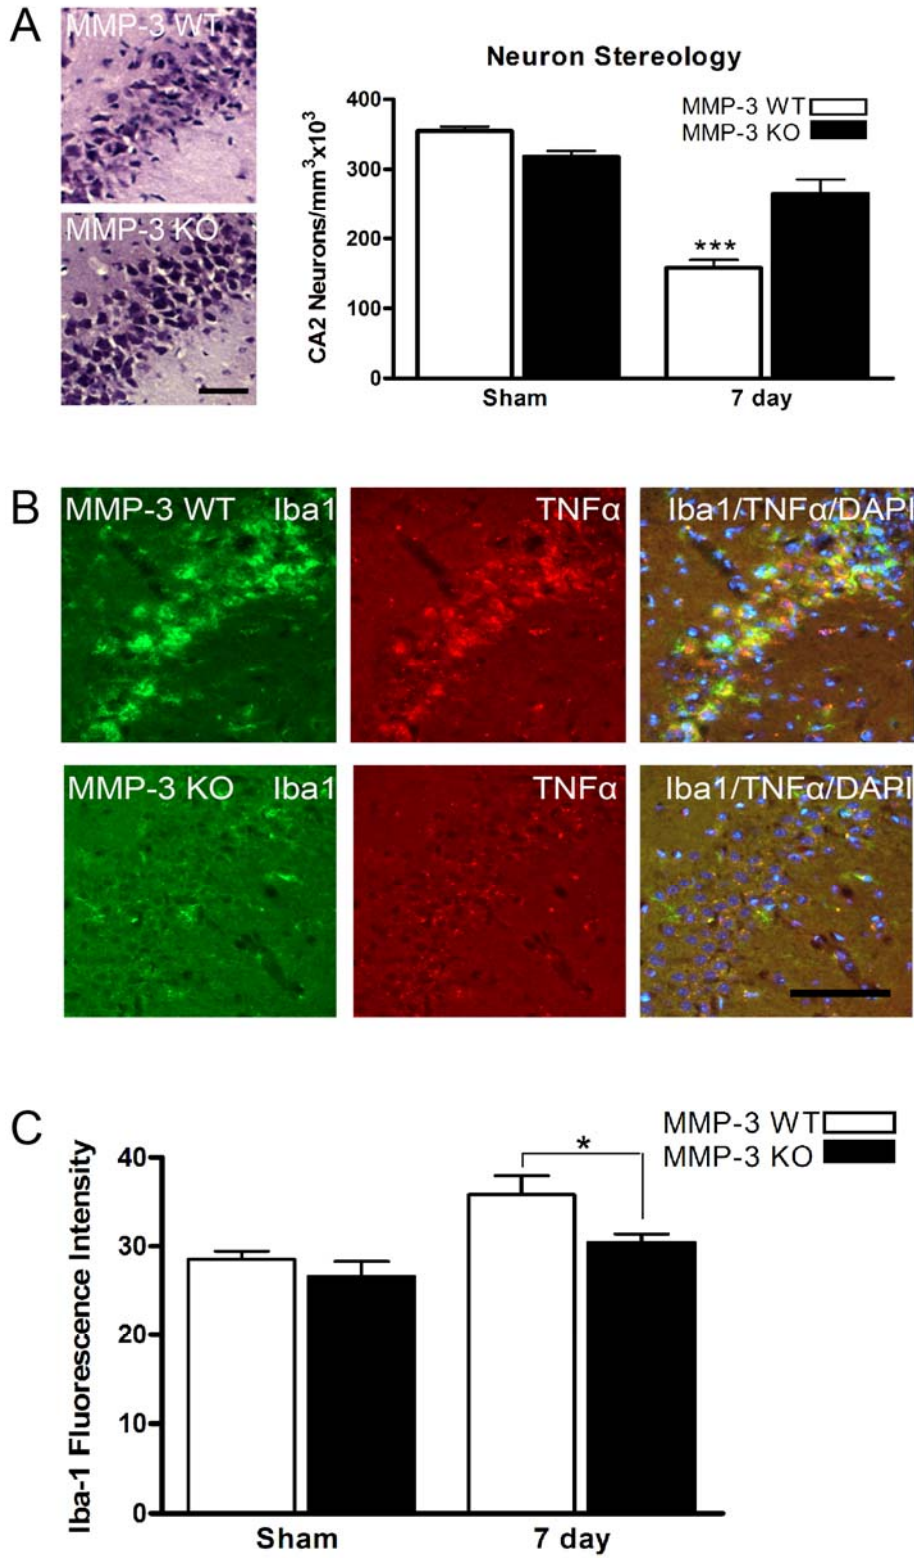 A
MMP-3 WT
MMP-3 KO
Neuron Stereology
CA2 Neurons/mm³x10³
400
300
200
100
0
MMP-3 WT
MMP-3 KO
***
Sham
7 day
B
MMP-3 WT Iba1
TNFα
Iba1/TNFα/DAPI
MMP-3 KO Iba1
TNFα
Iba1/TNFα/DAPI
C
MMP-3 WT
MMP-3 KO
Iba-1 Fluorescence Intensity
40
30
20
10
0
*
Sham
7 day